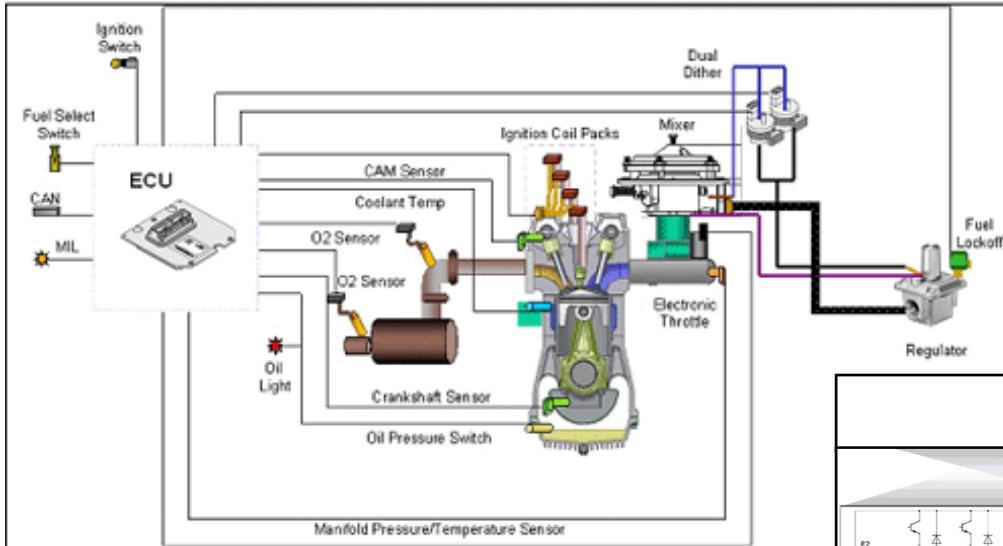 Ignition
Switch
Dual
Dither
Fuel Select
Switch
Ignition Coil Packs
Mixer
CAM Sensor
ECU
CAN
Coolant Temp
Fuel
Lockoff
O2 Sensor
MIL
O2 Sensor
Electronic
Throttle
Regulator
Oil
Light
Crankshaft Sensor
Oil Pressure Switch
Manifold Pressure/Temperature Sensor
F2